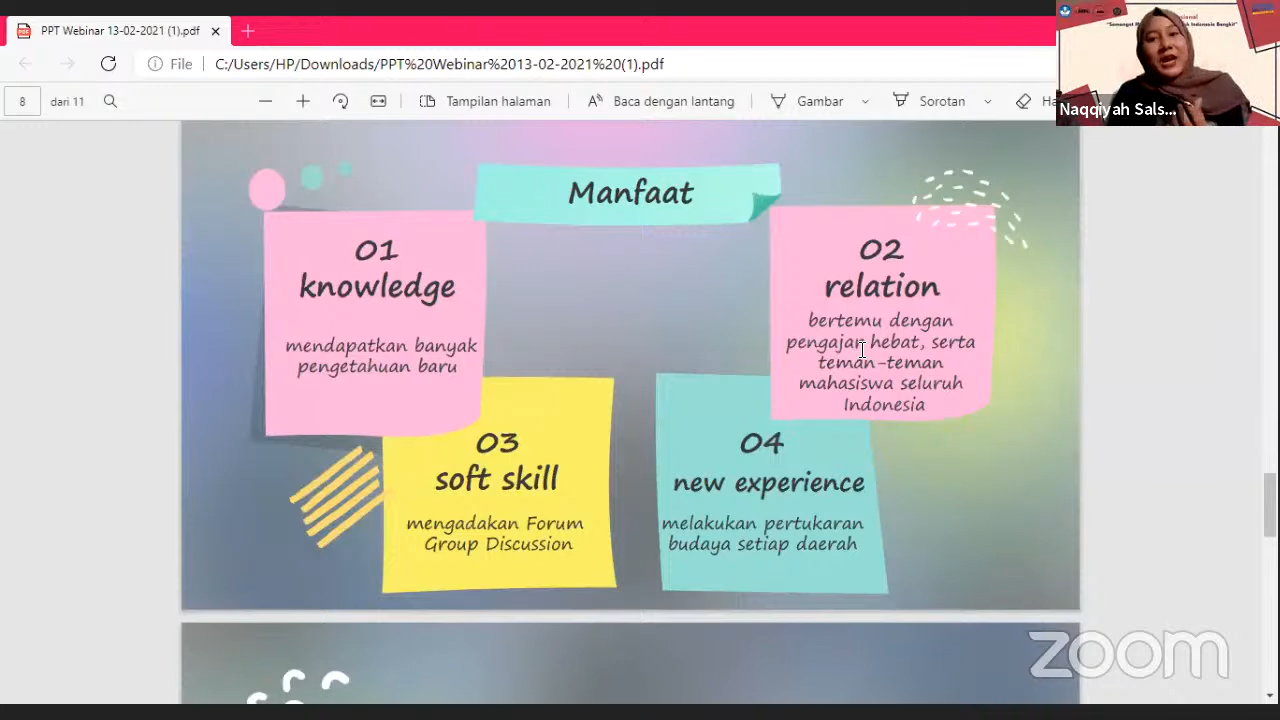 PPT Webinar 13-02-2021 (1).pdf
File
C:/Users/HP/Downloads/PPT%20Webinar%2013-02-2021%20(1).pdf
8 dari 11
Tampilan halaman
Baca dengan lantang
Gambar
Sorotan
Naqqiyah Sals...
Manfaat
01
knowledge
mendapatkan banyak
pengetahuan baru
02
relation
bertemu dengan
pengajar hebat, serta
teman-teman
mahasiswa seluruh
Indonesia
03
soft skill
mengadakan Forum
Group Discussion
04
new experience
melakukan pertukaran
budaya setiap daerah
zoom